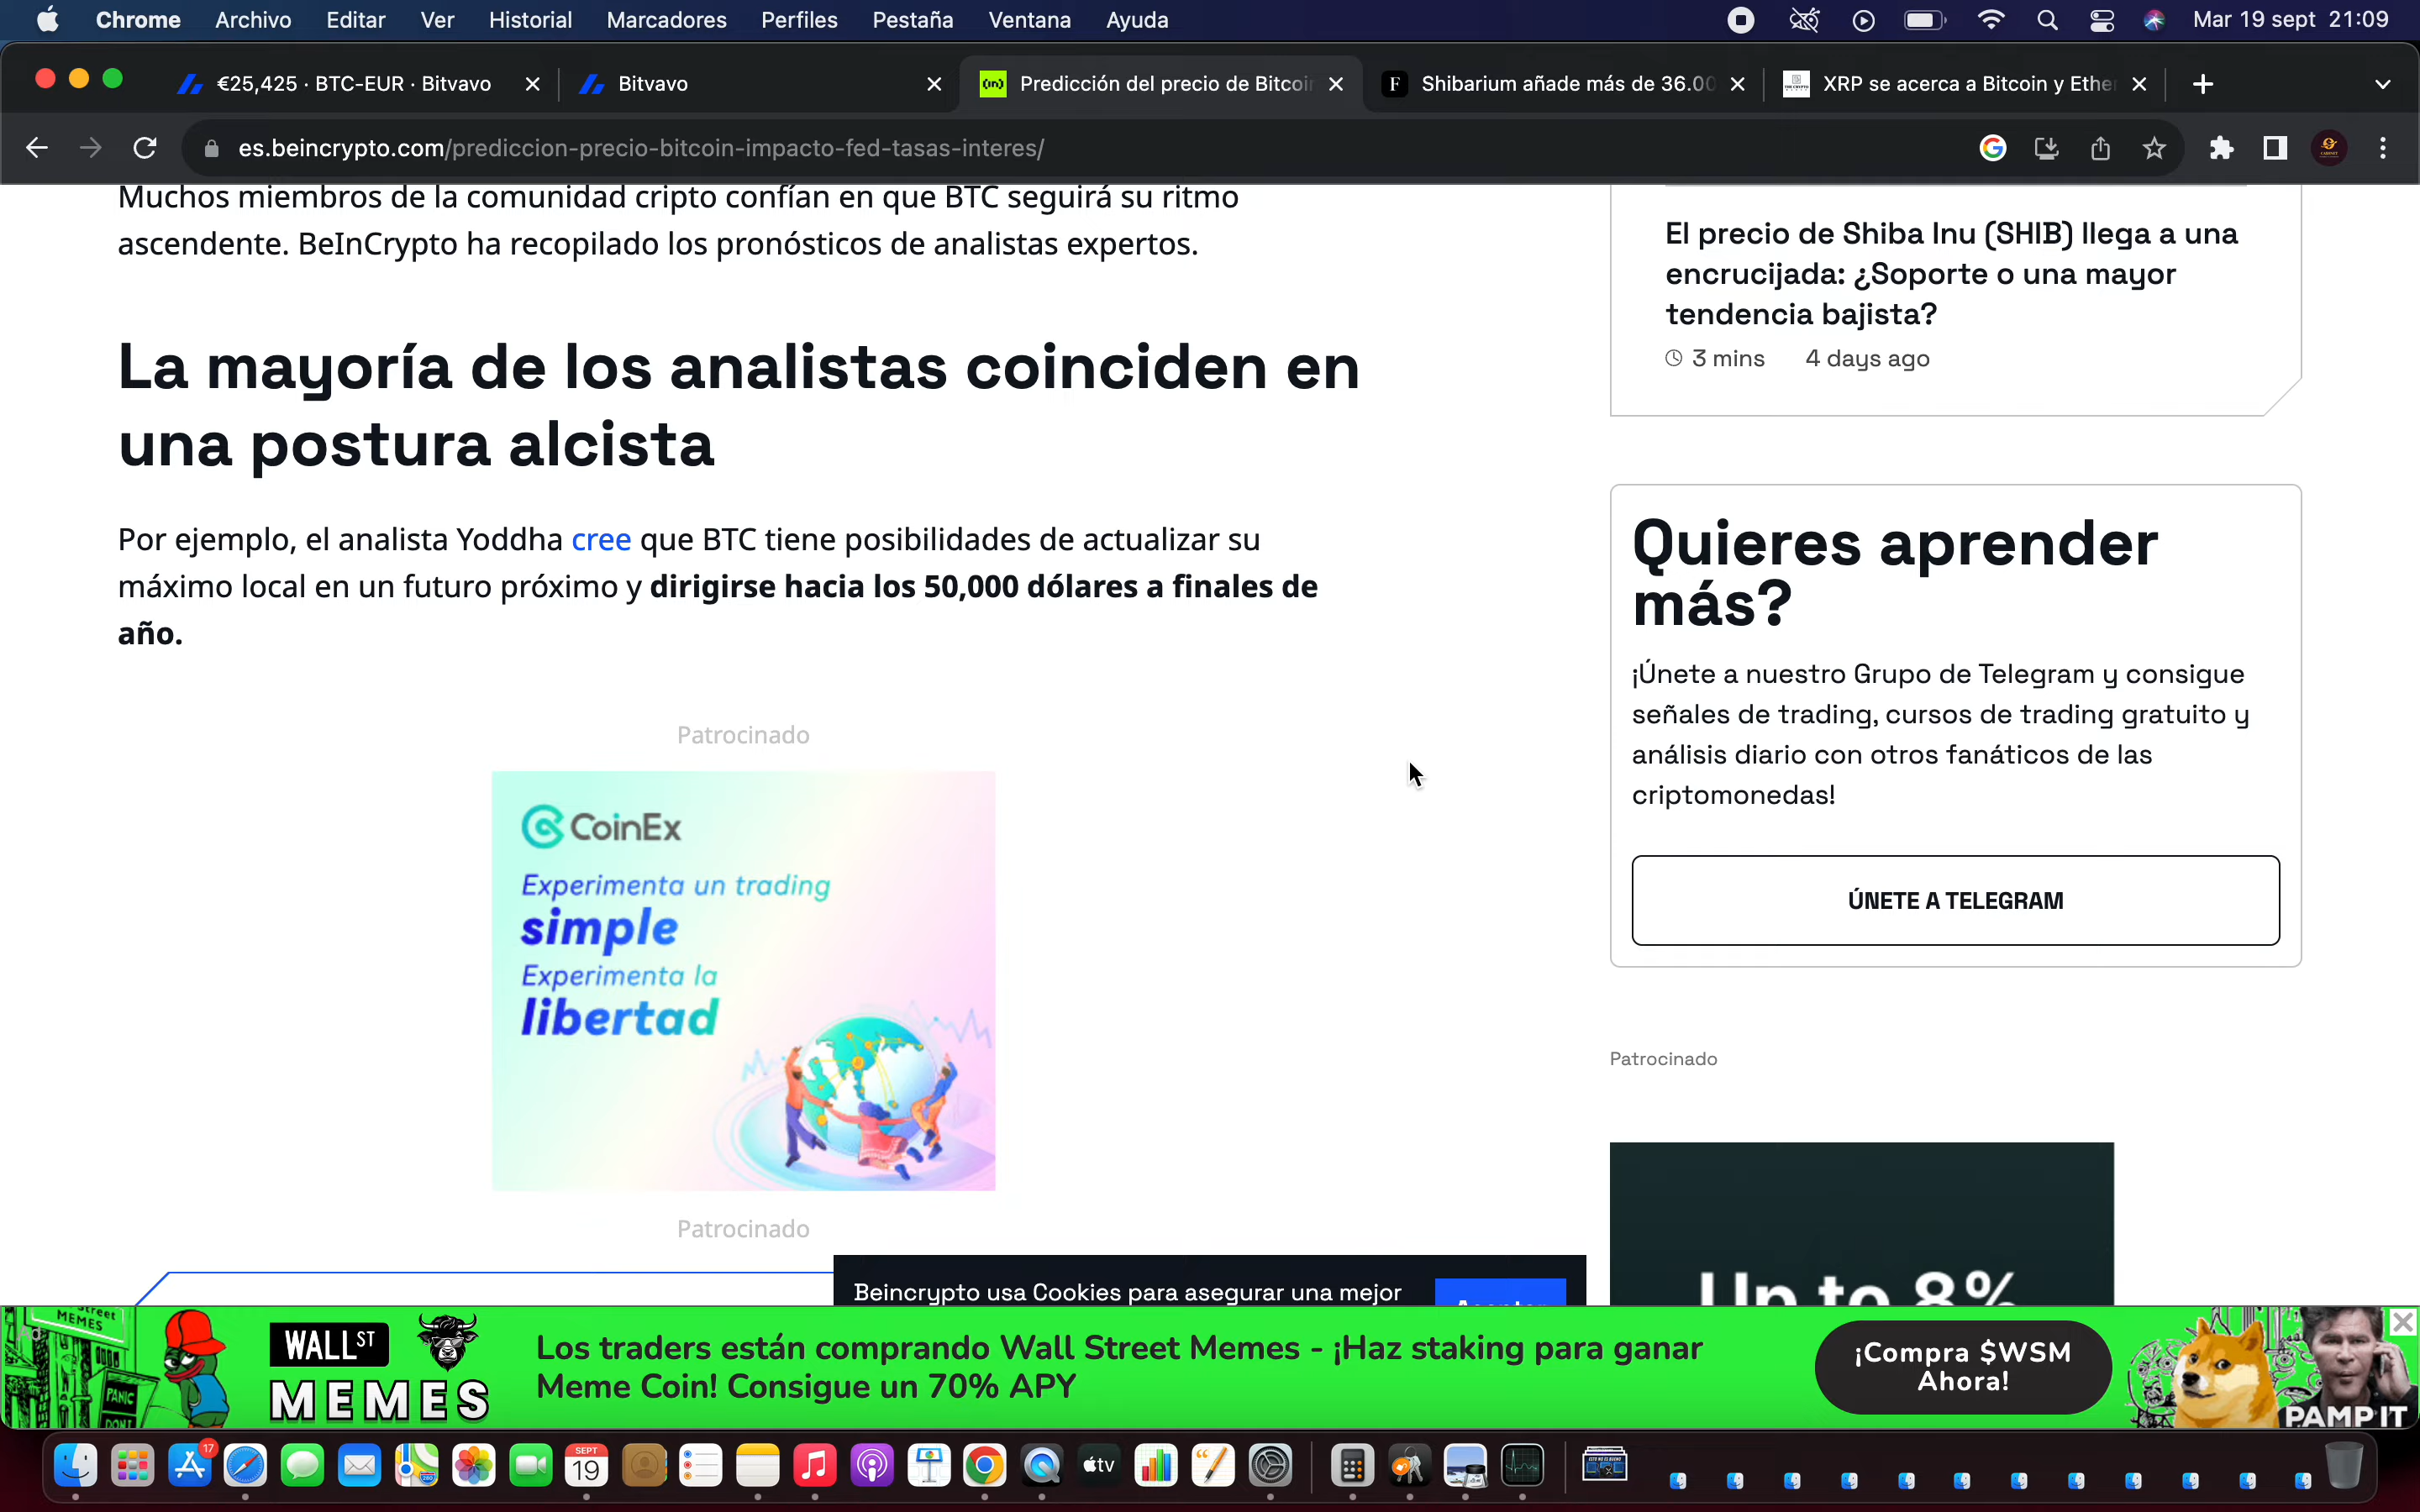 Chrome Archivo Editar Ver Historial Marcadores Perfiles Pestaña Ventana Ayuda Mar 19 sept 21:09
€25,425 · BTC-EUR · Bitvavo
Bitvavo
Predicción del precio de Bitcoi
Shibarium añade más de 36.00
XRP se acerca a Bitcoin y Ethe
es.beincrypto.com/prediccion-precio-bitcoin-impacto-fed-tasas-interes/
Muchos miembros de la comunidad cripto confían en que BTC seguirá su ritmo
ascendente. BeInCrypto ha recopilado los pronósticos de analistas expertos.
La mayoría de los analistas coinciden en
una postura alcista
Por ejemplo, el analista Yoddha cree que BTC tiene posibilidades de actualizar su
máximo local en un futuro próximo y dirigirse hacia los 50,000 dólares a finales de
año.
Patrocinado
CoinEx
Experimenta un trading
simple
Experimenta la
libertad
Patrocinado
El precio de Shiba Inu (SHIB) llega a una
encrucijada: ¿Soporte o una mayor
tendencia bajista?
3 mins 4 days ago
Quieres aprender
más?
¡Únete a nuestro Grupo de Telegram y consigue
señales de trading, cursos de trading gratuito y
análisis diario con otros fanáticos de las
criptomonedas!
ÚNETE A TELEGRAM
Patrocinado
Up to 8%
Beincrypto usa Cookies para asegurar una mejor
Aceptar
MEMES
PANIC
DON'T
WALL ST
MEMES
Los traders están comprando Wall Street Memes - ¡Haz staking para ganar
Meme Coin! Consigue un 70% APY
¡Compra $WSM
Ahora!
PAMP IT
17
SEPT
19
tv